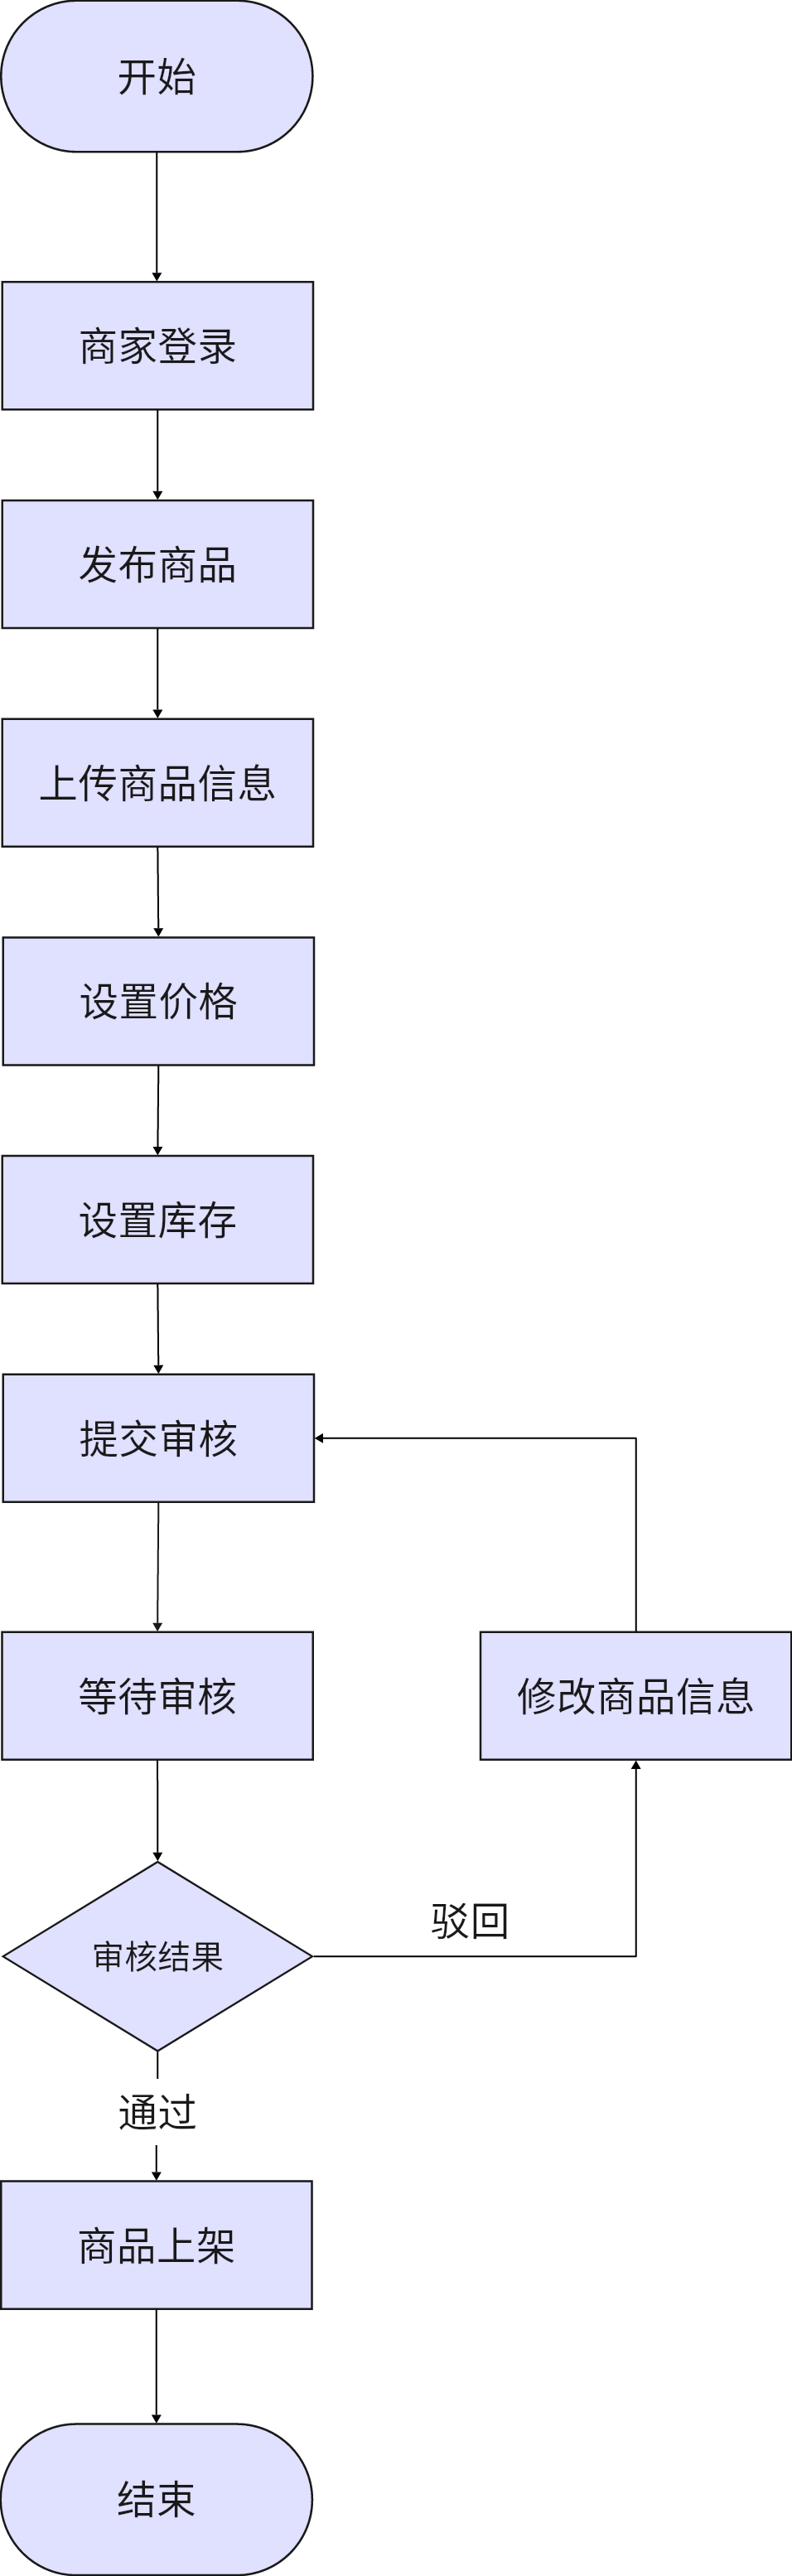 开始
商家登录
发布商品
上传商品信息
设置价格
设置库存
提交审核
等待审核
修改商品信息
驳回
审核结果
通过
商品上架
结束